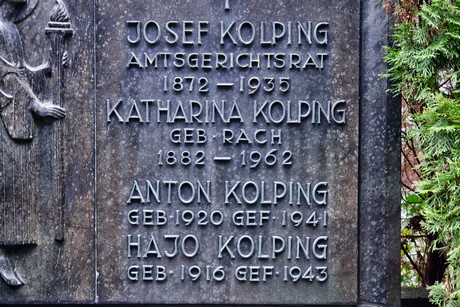 JOSEF KOLPING
AMTSGERICHTSRAT
1872 — 1935
KATHARINA KOLPING
GEB·RACH
1882 — 1962
ANTON KOLPING
GEB·1920 GEF·1941
HAJO KOLPING
GEB·1916 GEF·1943